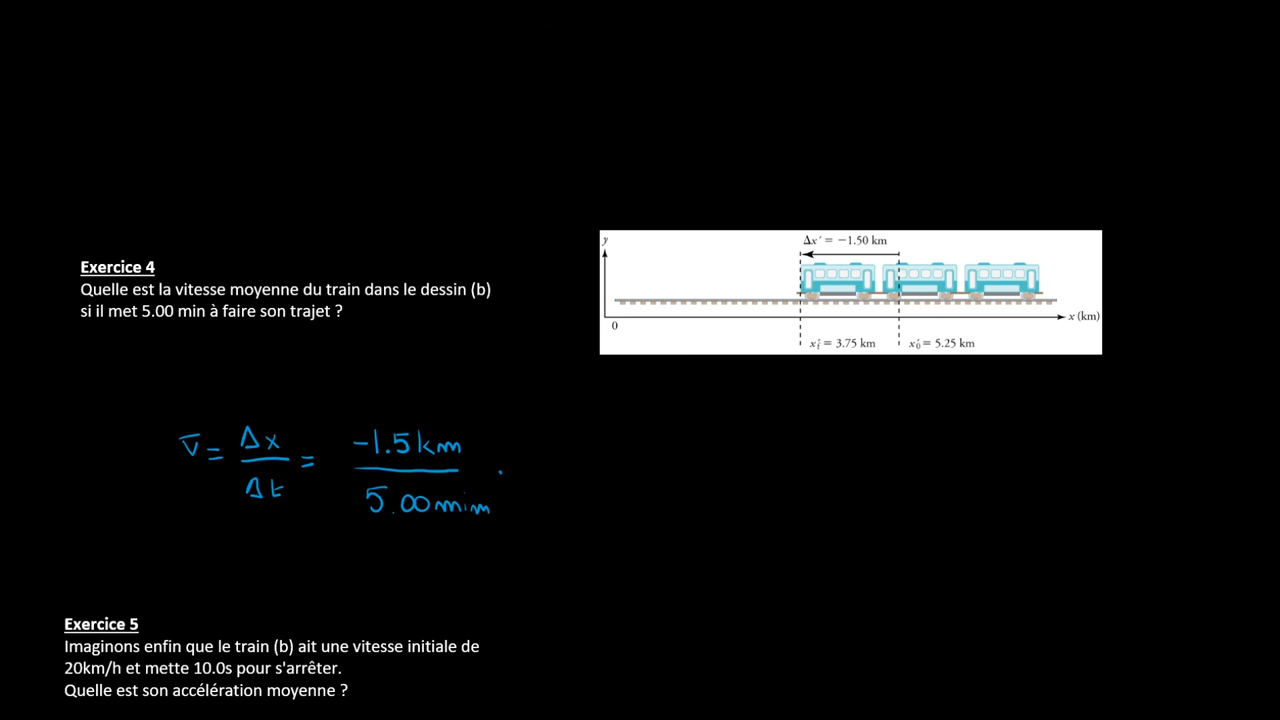 Δx´ = −1.50 km
y
0
x (km)
x´f = 3.75 km
x´0 = 5.25 km
Exercice 4
Quelle est la vitesse moyenne du train dans le dessin (b)
si il met 5.00 min à faire son trajet ?
v̅ = Δx / Δt = -1.5 km / 5.00 min ·
Exercice 5
Imaginons enfin que le train (b) ait une vitesse initiale de
20km/h et mette 10.0s pour s'arrêter.
Quelle est son accélération moyenne ?